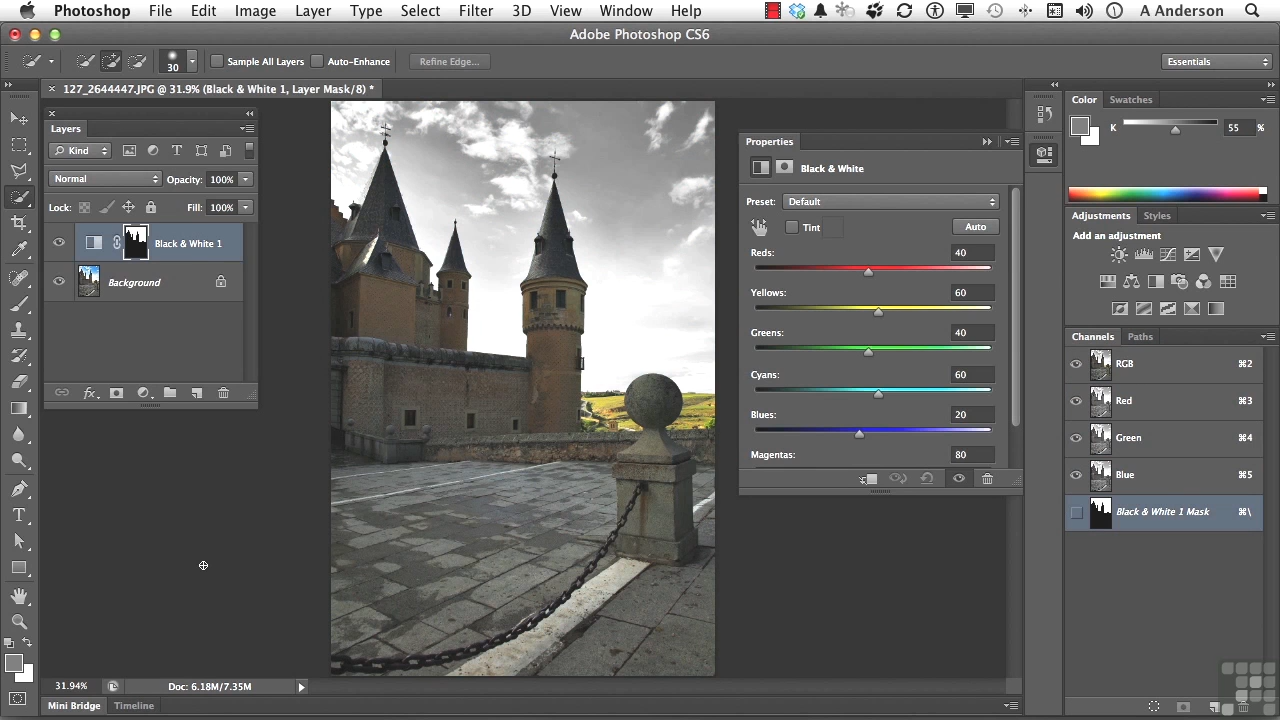 Photoshop File Edit Image Layer Type Select Filter 3D View Window Help A Anderson
Adobe Photoshop CS6
30 Sample All Layers Auto-Enhance Refine Edge... Essentials
127_2644447.JPG @ 31.9% (Black & White 1, Layer Mask/8) *
Layers
Kind
Normal Opacity: 100%
Lock: Fill: 100%
Black & White 1
Background
Properties
Black & White
Preset: Default
Tint Auto
Reds: 40
Yellows: 60
Greens: 40
Cyans: 60
Blues: 20
Magentas: 80
Color Swatches
K 55 %
Adjustments Styles
Add an adjustment
Channels Paths
RGB ⌘2
Red ⌘3
Green ⌘4
Blue ⌘5
Black & White 1 Mask ⌘\
31.94% Doc: 6.18M/7.35M
Mini Bridge Timeline